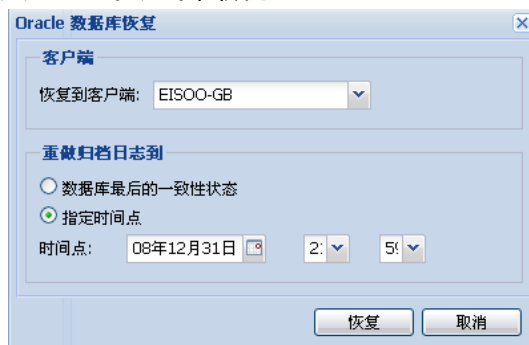 Oracle 数据库恢复
客户端
恢复到客户端: EISOO-GB
重做归档日志到
数据库最后的一致性状态
指定时间点
时间点: 08年12月31日
恢复 取消